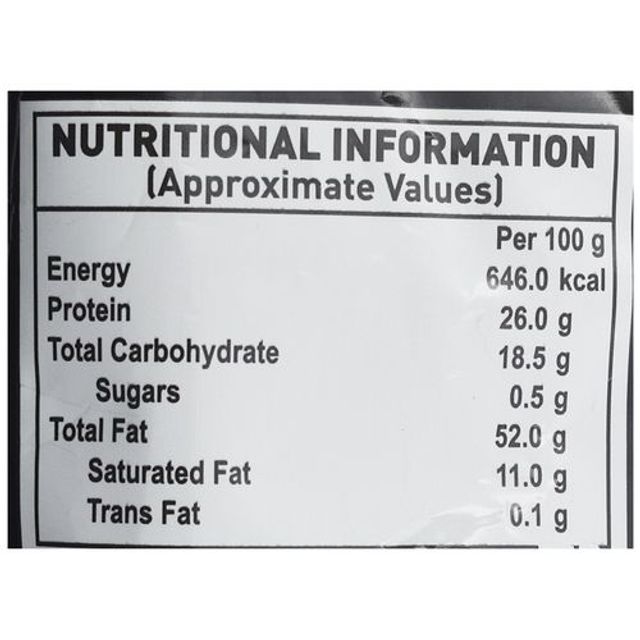 NUTRITIONAL INFORMATION
(Approximate Values)
Per 100 g
Energy 646.0 kcal
Protein 26.0 g
Total Carbohydrate 18.5 g
Sugars 0.5 g
Total Fat 52.0 g
Saturated Fat 11.0 g
Trans Fat 0.1 g